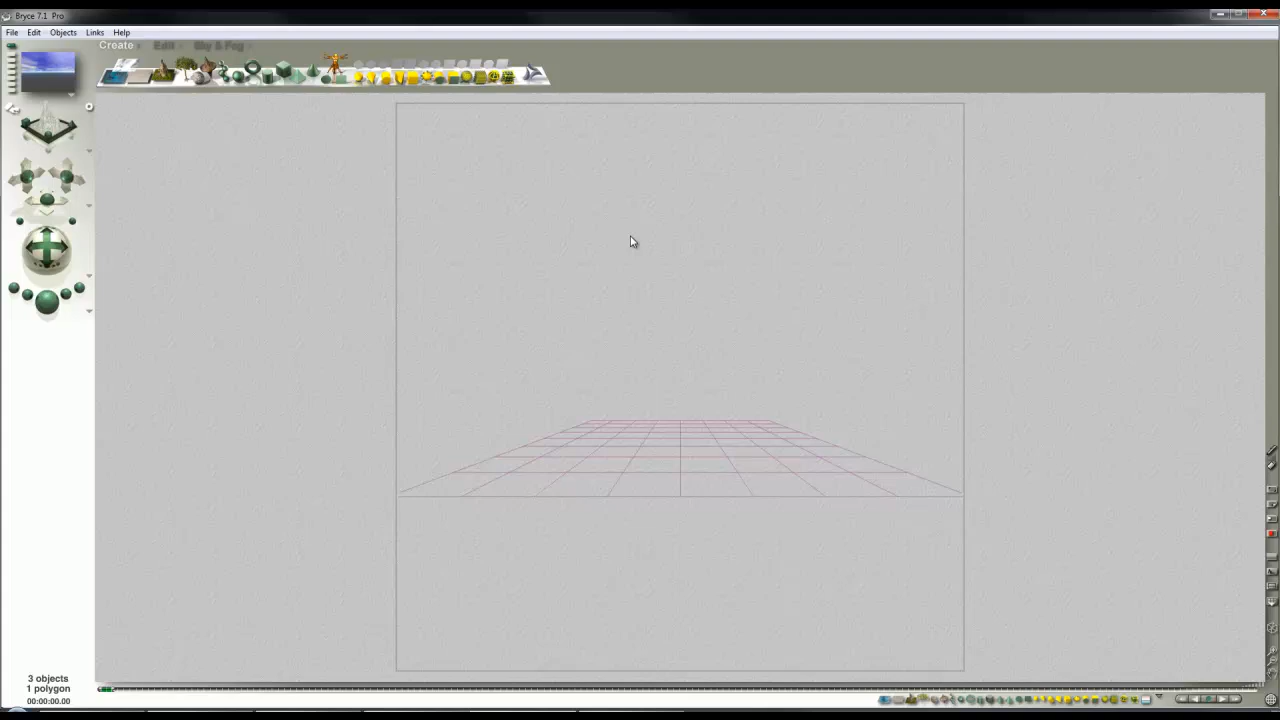 Bryce 7.1 Pro
File Edit Objects Links Help
Create Edit Sky & Fog
3 objects
1 polygon
00:00:00.00